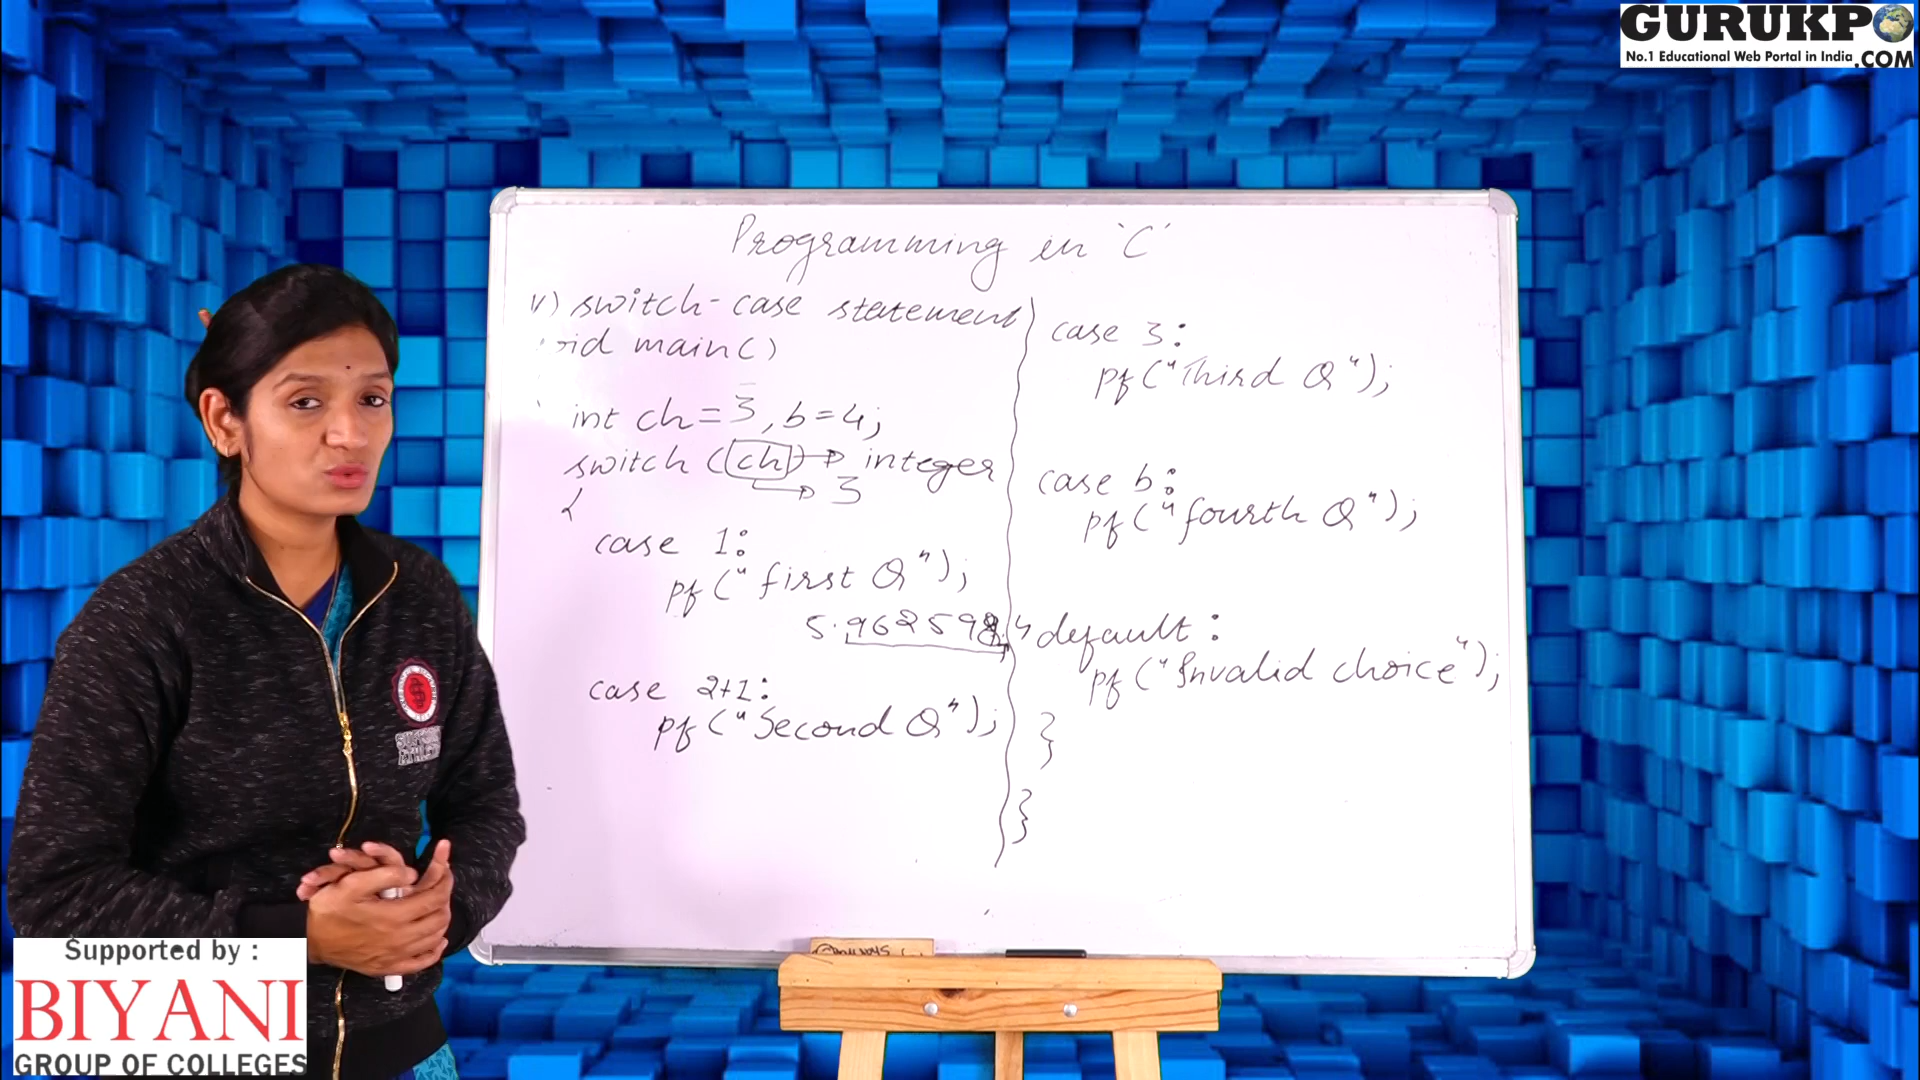 GURUKPO
No.1 Educational Web Portal in India .COM
Programming in 'C'
v) switch-case statement
void main()
int ch=3, b=4;
switch (ch) → integer
→ 3
{
case 1:
pf("first Q");
5.962598
case 2+1:
pf("Second Q");
case 3:
pf("Third Q");
case b:
pf("fourth Q");
default:
pf("Invalid choice");
}
}
Supported by :
BIYANI
GROUP OF COLLEGES